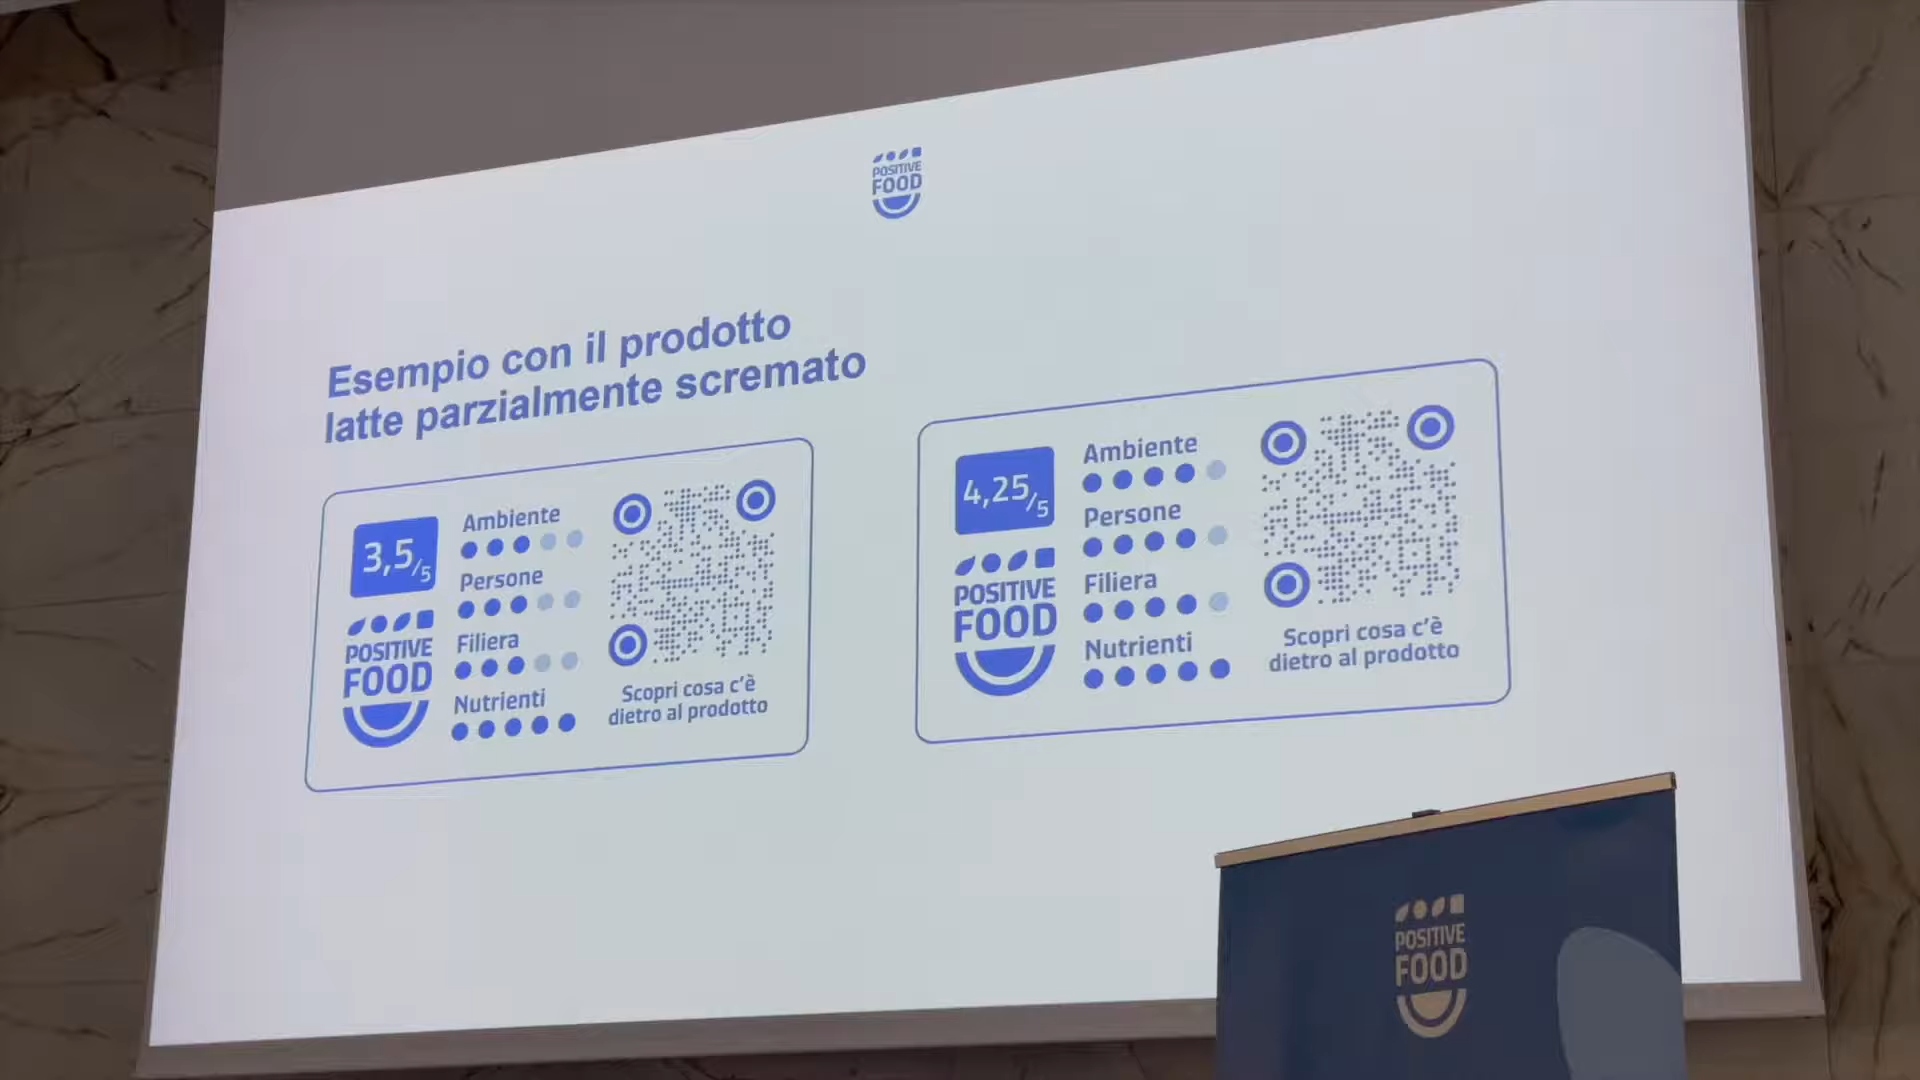 POSITIVE
FOOD
Esempio con il prodotto
latte parzialmente scremato
3,5/5
POSITIVE
FOOD
Ambiente
Persone
Filiera
Nutrienti
Scopri cosa c'è
dietro al prodotto
4,25/5
POSITIVE
FOOD
Ambiente
Persone
Filiera
Nutrienti
Scopri cosa c'è
dietro al prodotto
POSITIVE
FOOD